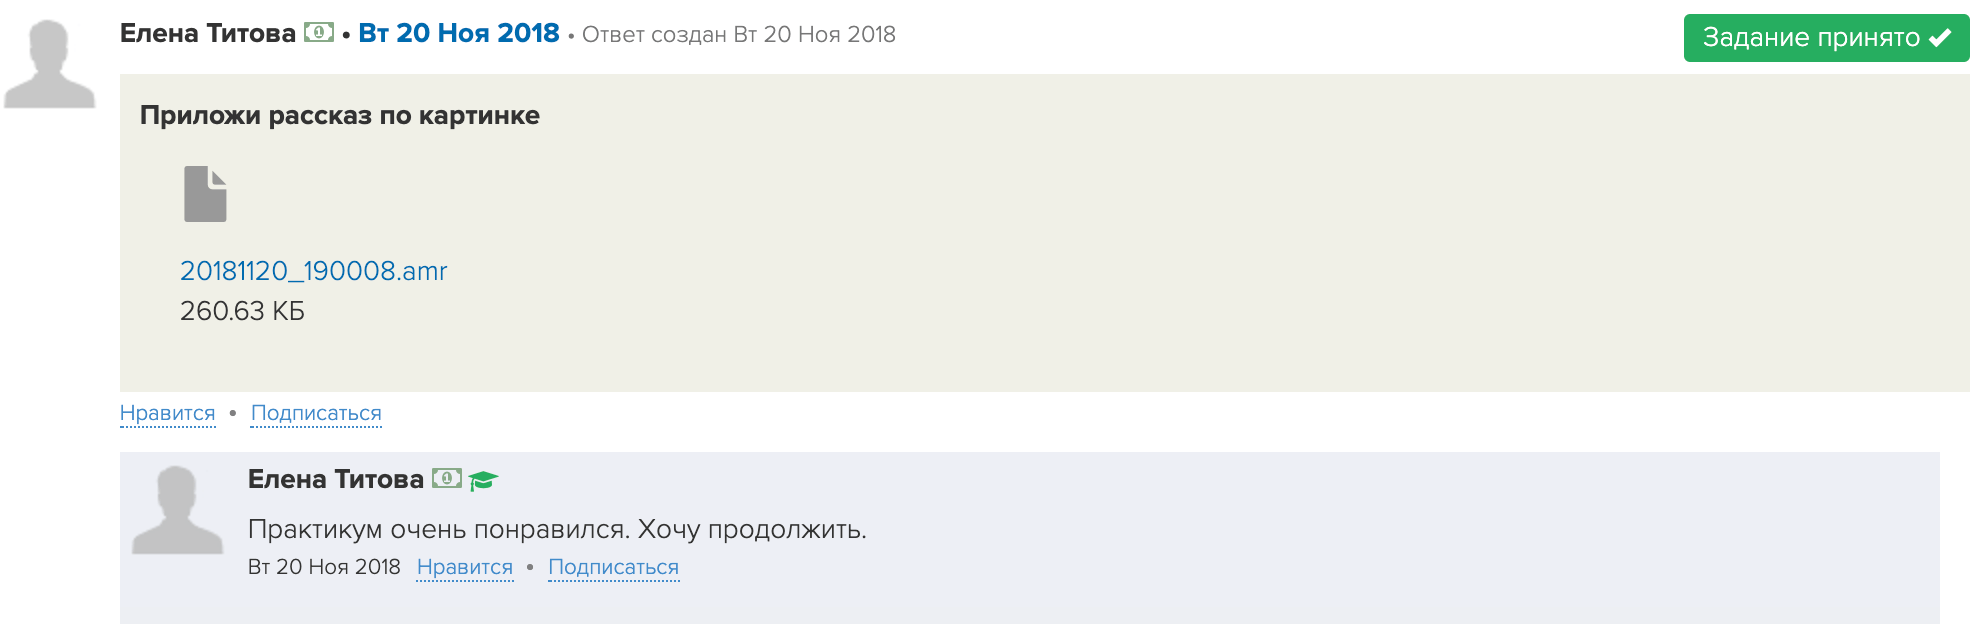 Елена Титова • Вт 20 Ноя 2018 • Ответ создан Вт 20 Ноя 2018
Задание принято
Приложи рассказ по картинке
20181120_190008.amr
260.63 КБ
Нравится • Подписаться
Елена Титова
Практикум очень понравился. Хочу продолжить.
Вт 20 Ноя 2018 Нравится • Подписаться